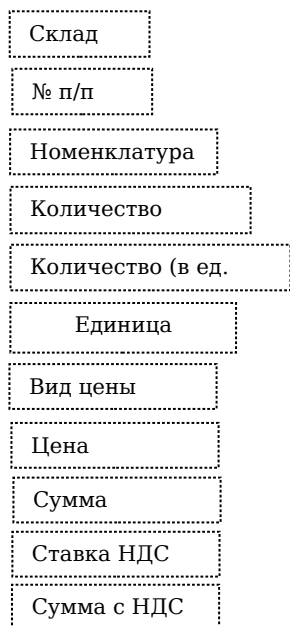 Склад
№ п/п
Номенклатура
Количество
Количество (в ед.
Единица
Вид цены
Цена
Сумма
Ставка НДС
Сумма с НДС